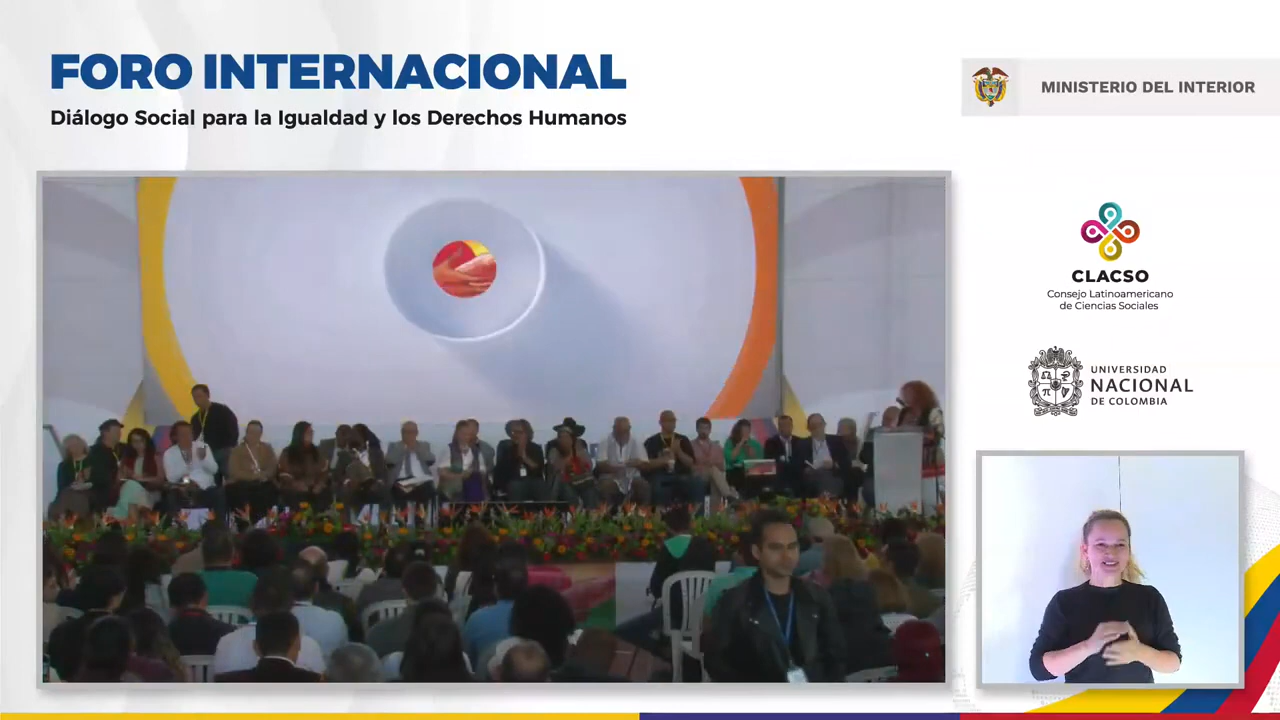 FORO INTERNACIONAL
Diálogo Social para la Igualdad y los Derechos Humanos
MINISTERIO DEL INTERIOR
CLACSO
Consejo Latinoamericano
de Ciencias Sociales
UNIVERSIDAD
NACIONAL
DE COLOMBIA